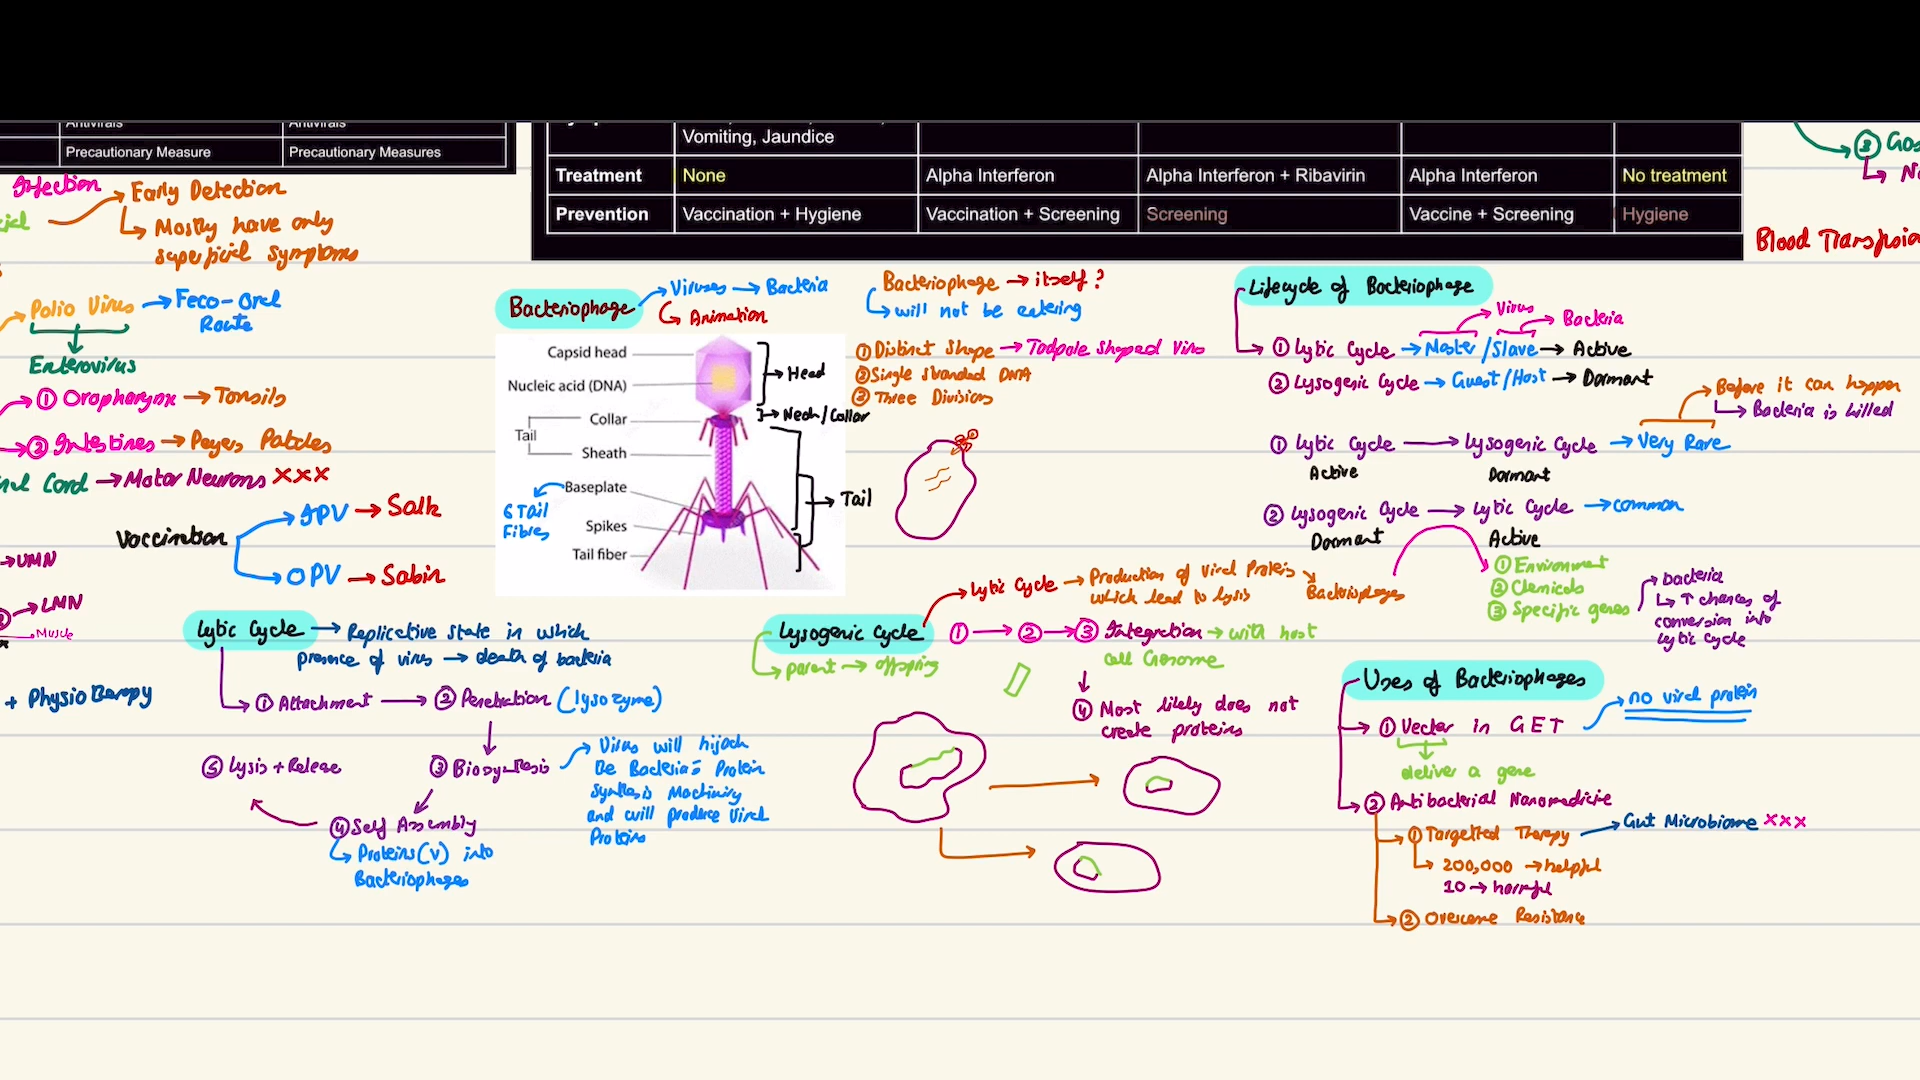 Antivirals
Antivirals
Precautionary Measure
Precautionary Measures
Vomiting, Jaundice
Treatment
None
Alpha Interferon
Alpha Interferon + Ribavirin
Alpha Interferon
No treatment
Prevention
Vaccination + Hygiene
Vaccination + Screening
Screening
Vaccine + Screening
Hygiene
Blood Transfusio
Infection
Early Detection
Mostly have only
superficial symptoms
Polio Virus → Feco-oral
Route
Enterovirus
① Oropharynx → Tonsils
② Intestines → Peyers Patches
Cord → Motor Neurons XXX
Vaccination
IPV → Salk
OPV → Sabin
→ UMN
→ LMN
Muscle
+ Physiotherapy
Bacteriophage
Viruses → Bacteria
Animation
Bacteriophage → itself?
will not be entering
① Distinct Shape → Tadpole shaped Virus
② Single stranded DNA
③ Three Divisions
Capsid head
Nucleic acid (DNA)
Collar
Tail
Sheath
Baseplate
Spikes
Tail fiber
6 Tail
Fibres
→ Head
→ Neck/Collar
→ Tail
Lytic Cycle → Replicative state in which
presence of virus → death of bacteria
① Attachment → ② Penetration (lysozyme)
③ Biosynthesis
Virus will hijack
the Bacteria's Protein
synthesis Machinery
and will produce Viral
Proteins
④ Self Assembly
Proteins(v) into
Bacteriophages
⑤ Lysis + Release
Lysogenic Cycle
parent → offspring
Lytic Cycle → Production of viral Protein
which lead to lysis
Bacteriophages
① → ② → ③ Integration → with host
cell
④ Most likely does not
create proteins
Lifecycle of Bacteriophage
Virus
Bacteria
① Lytic Cycle → Master / Slave → Active
② Lysogenic Cycle → Guest / Host → Dormant
Before it can happen
Bacteria is killed
① Lytic Cycle → Lysogenic Cycle → Very Rare
Active
Dormant
② Lysogenic Cycle → Lytic Cycle → common
Dormant
Active
① Environment
② Chemicals
③ Specific genes
bacteria
↑ chances of
conversion into
lytic cycle
Uses of Bacteriophages
① Vector in GET
no viral protein
deliver a gene
② Antibacterial Nanomedicine
① Targetted Therapy → Gut Microbiome XXX
200,000 → helpful
10 → harmful
② Overcome Resistance